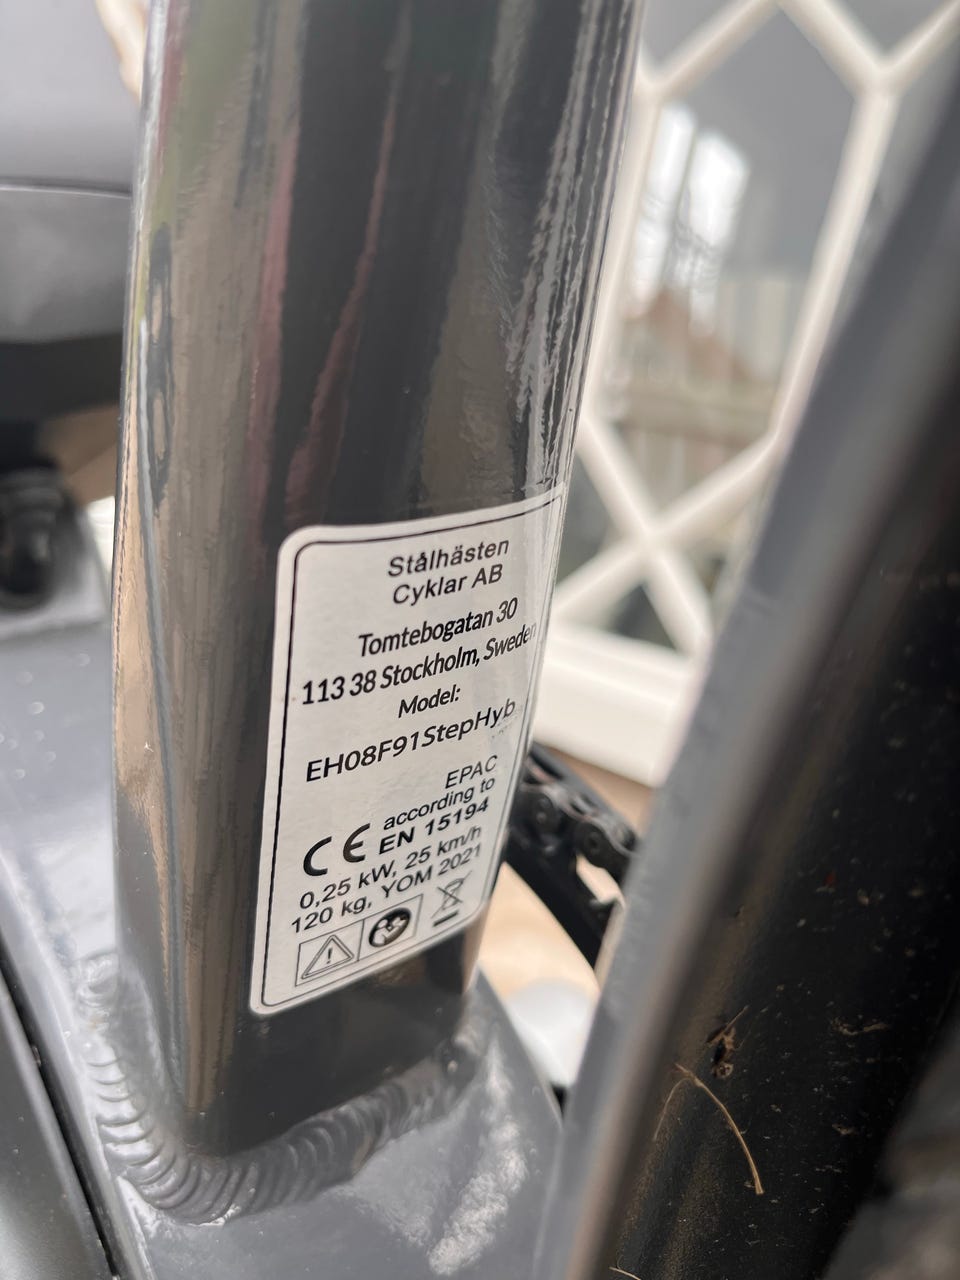 Stålhästen
Cyklar AB
Tomtebogatan 30
113 38 Stockholm, Sweden
Model:
EH08F91StepHyb
EPAC
according to
CE EN 15194
0,25 kW, 25 km/h
120 kg, YOM 2021